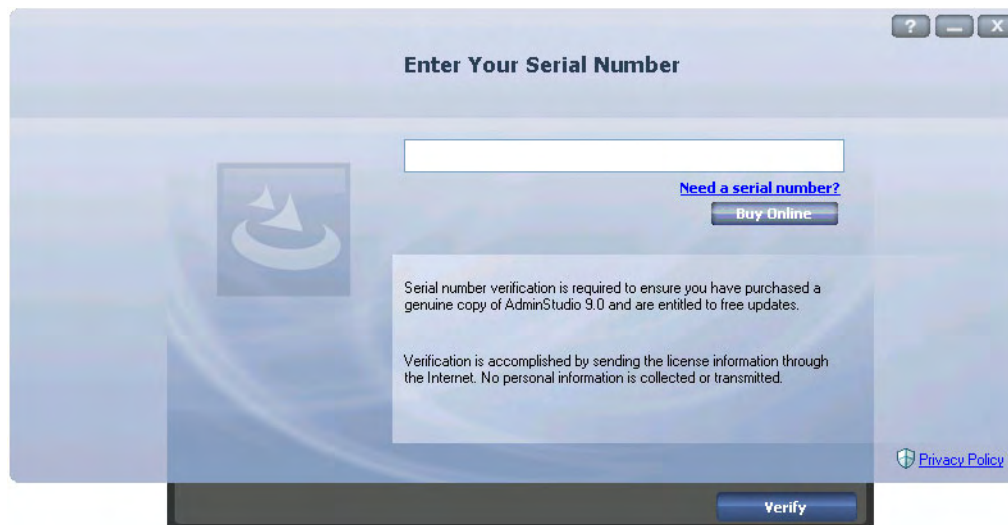 ?
X
Enter Your Serial Number
Need a serial number?
Buy Online
Serial number verification is required to ensure you have purchased a
genuine copy of AdminStudio 9.0 and are entitled to free updates.
Verification is accomplished by sending the license information through
the Internet. No personal information is collected or transmitted.
Privacy Policy
Verify